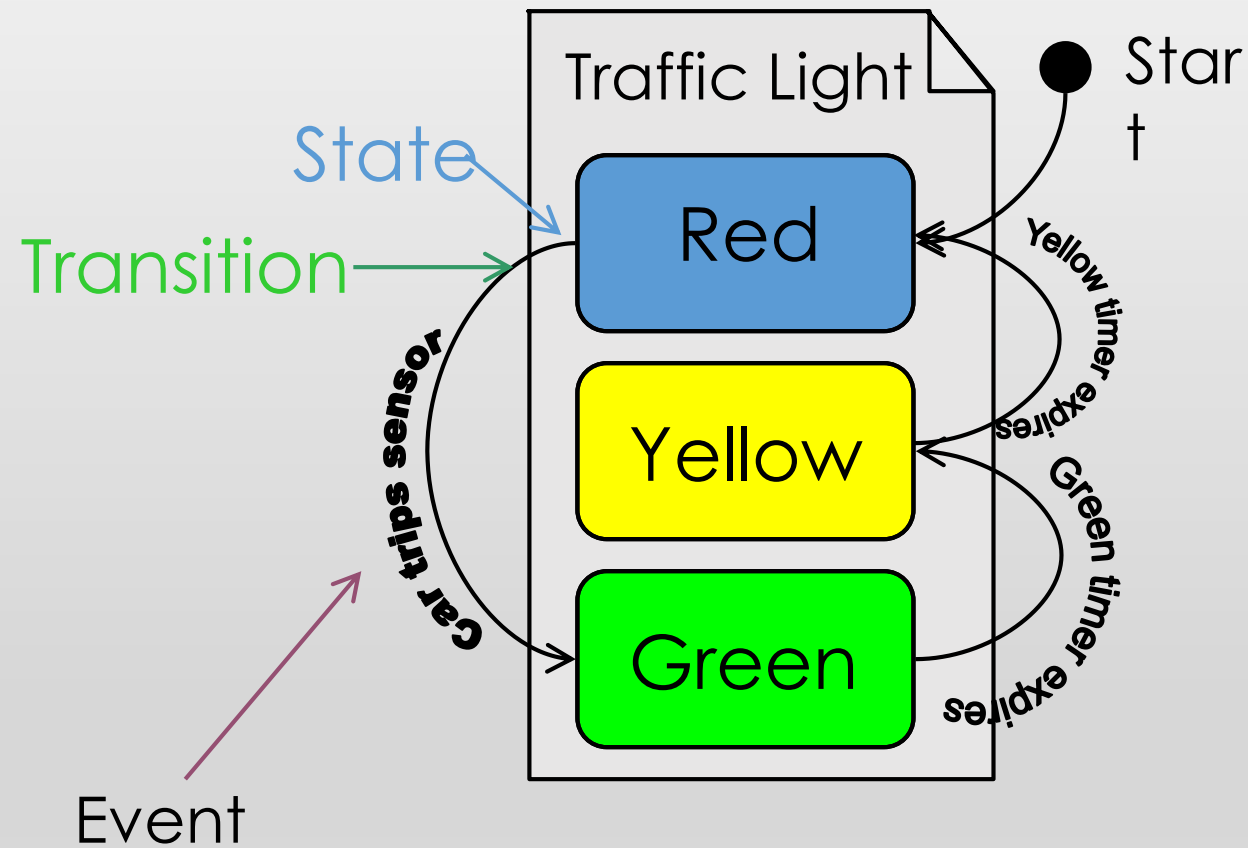 Traffic Light
Star
t
State
Red
Transition
Yellow timer expires
Car trips sensor
Yellow
Green timer expires
Green
Event